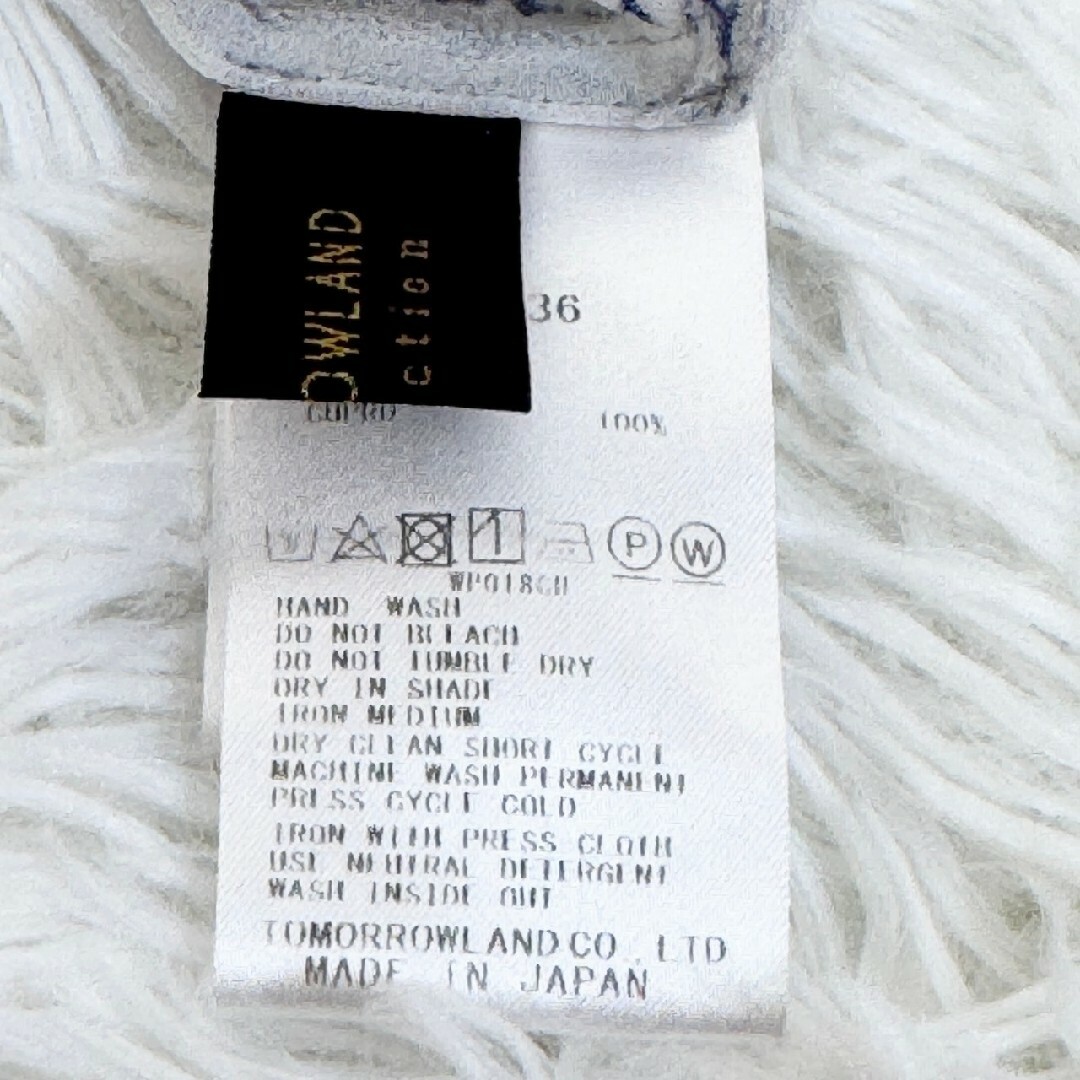 OWLAND
ction
36
CUPRO 100%
P W
WP018GH
HAND WASH
DO NOT BLEACH
DO NOT TUMBLE DRY
DRY IN SHADE
IRON MEDIUM
DRY CLEAN SHORT CYCLE
MACHINE WASH PERMANENT
PRESS CYCLE COLD
IRON WITH PRESS CLOTH
USE NEUTRAL DETERGENT
WASH INSIDE OUT
TOMORROWLAND CO., LTD
MADE IN JAPAN